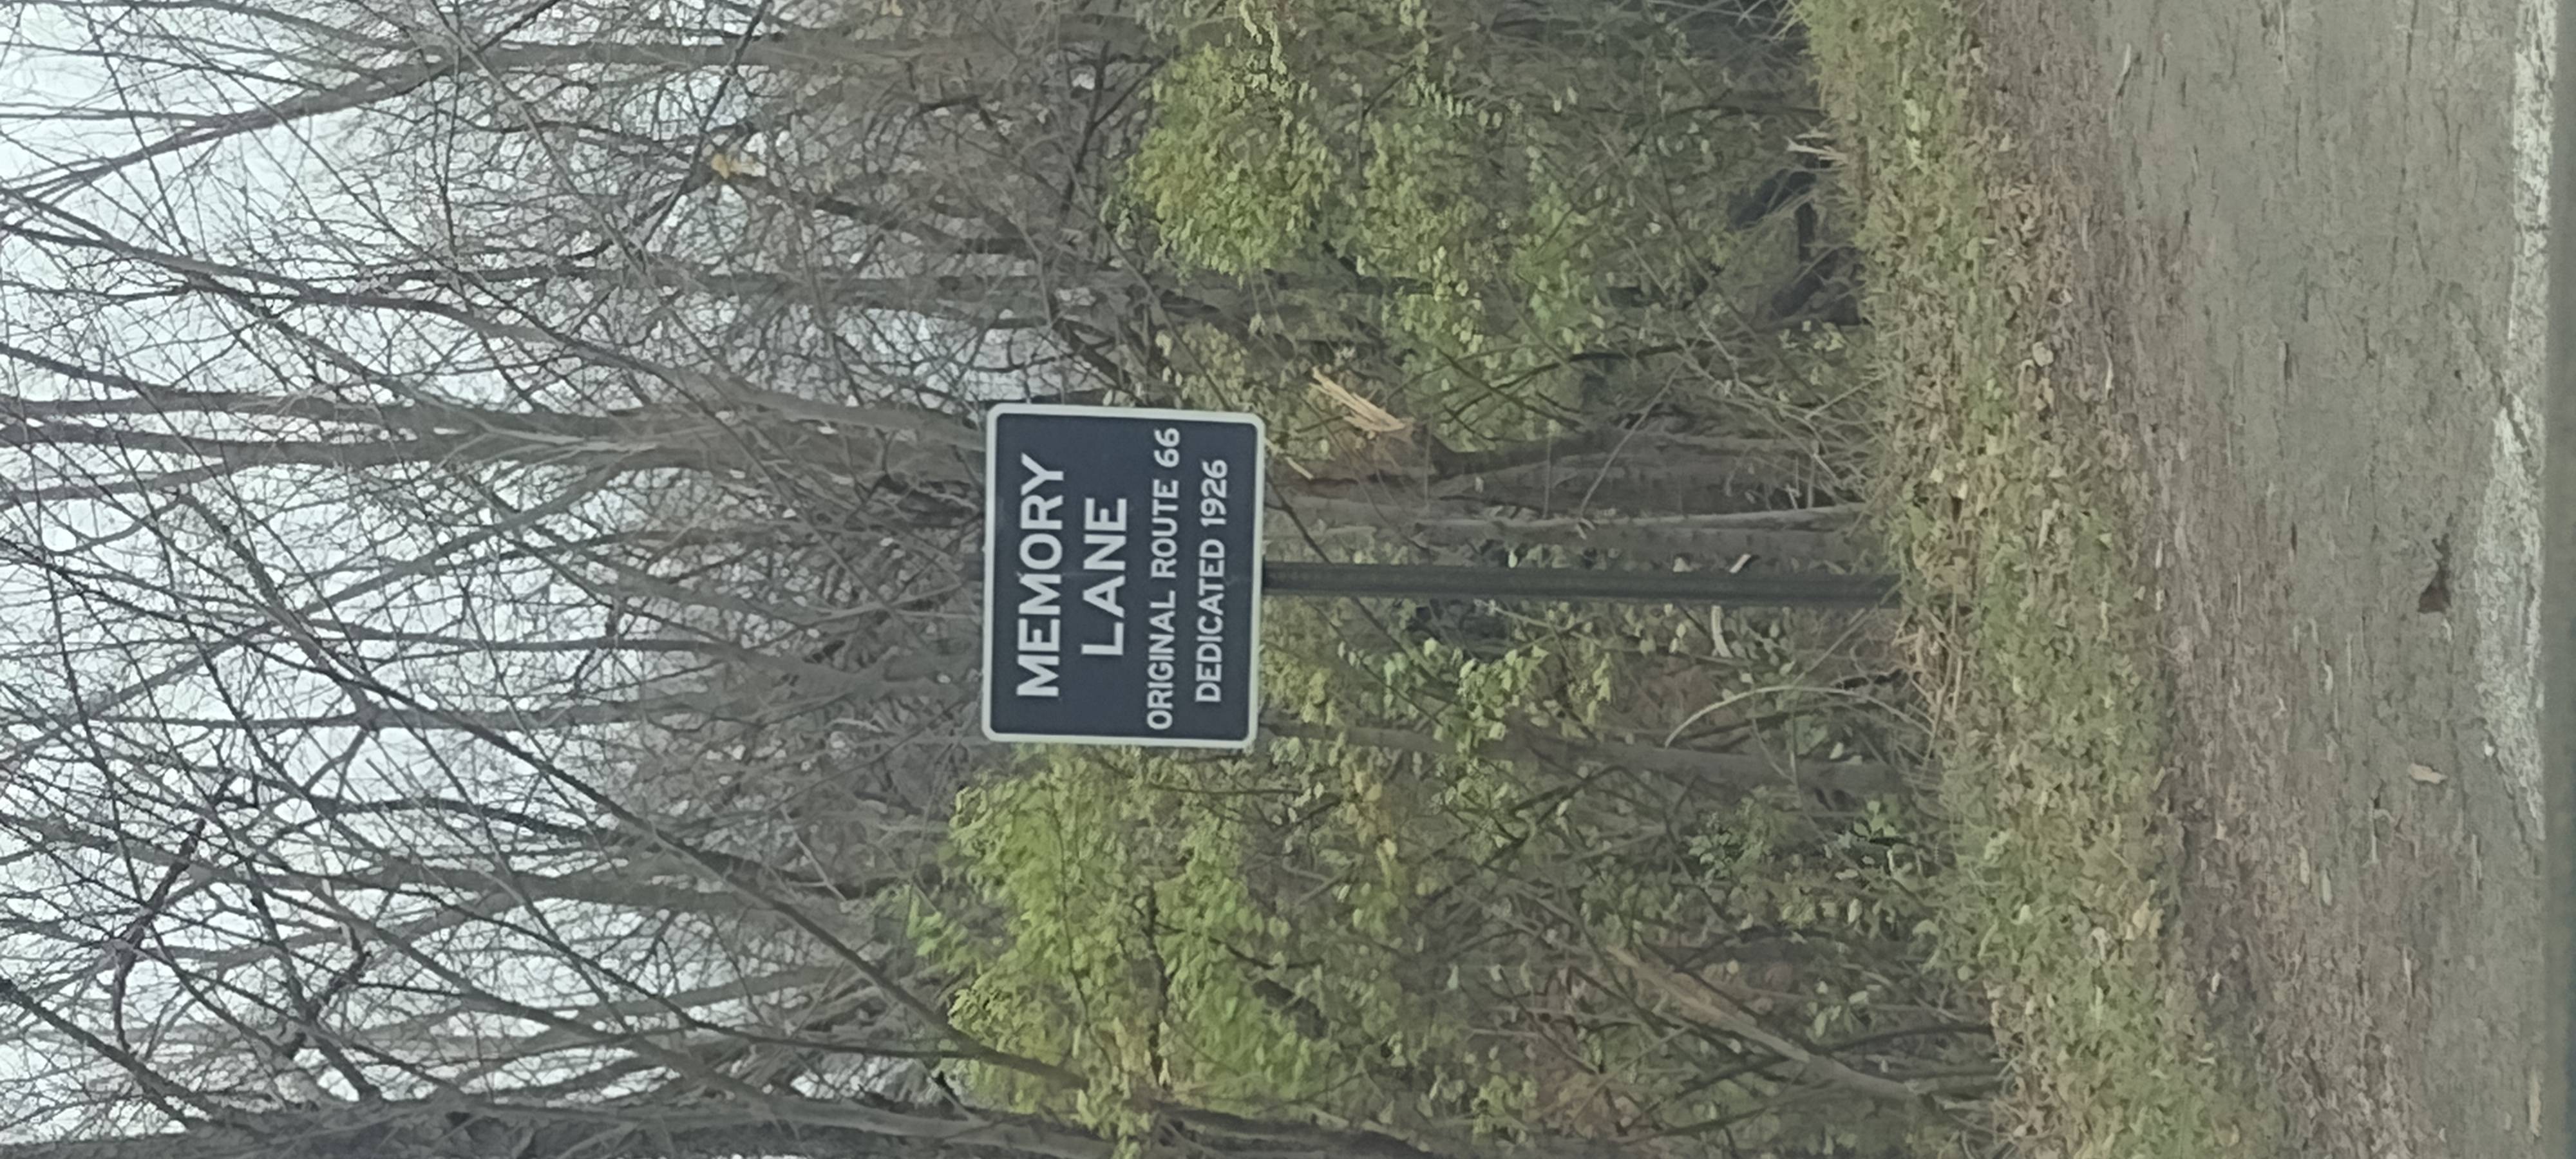 MEMORY
LANE
ORIGINAL ROUTE 66
DEDICATED 1926